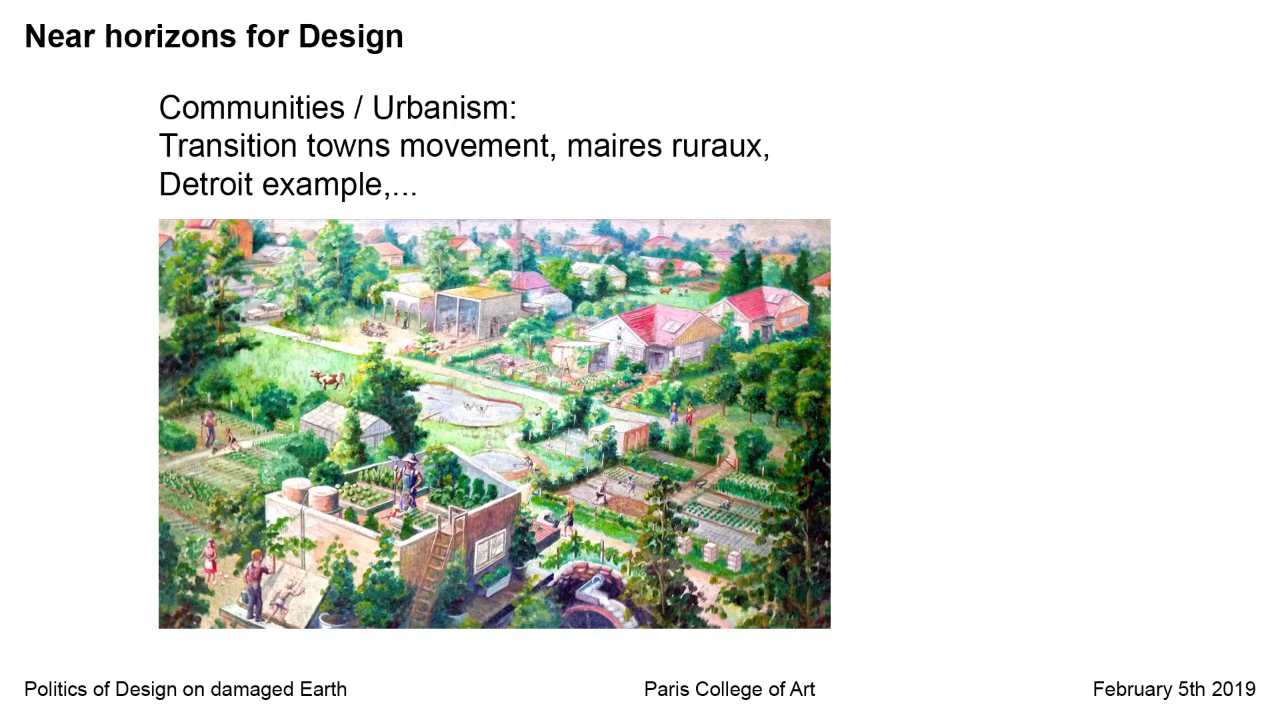 Near horizons for Design
Communities / Urbanism:
Transition towns movement, maires ruraux,
Detroit example,...
Politics of Design on damaged Earth
Paris College of Art
February 5th 2019